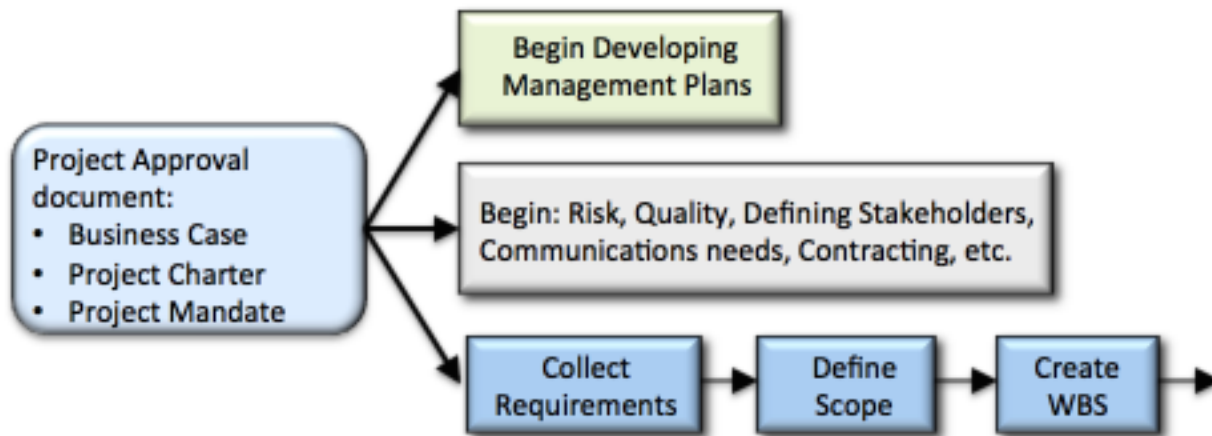 Begin Developing
Management Plans
Project Approval
document:
• Business Case
• Project Charter
• Project Mandate
Begin: Risk, Quality, Defining Stakeholders,
Communications needs, Contracting, etc.
Collect
Requirements
Define
Scope
Create
WBS